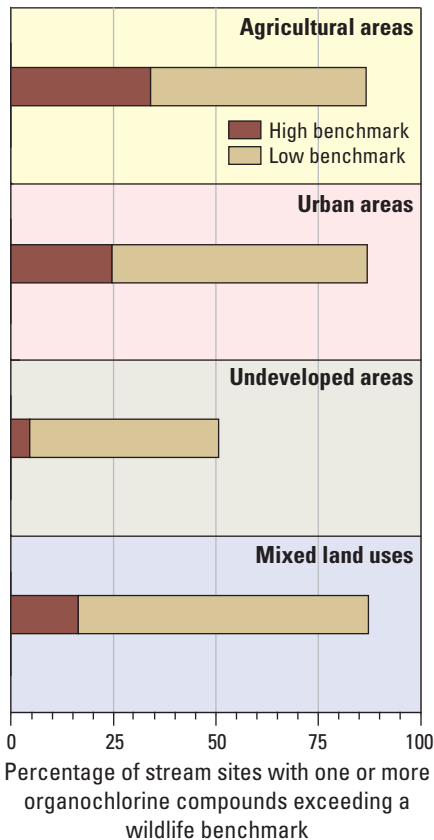 Agricultural areas
High benchmark
Low benchmark
Urban areas
Undeveloped areas
Mixed land uses
0 25 50 75 100
Percentage of stream sites with one or more
organochlorine compounds exceeding a
wildlife benchmark